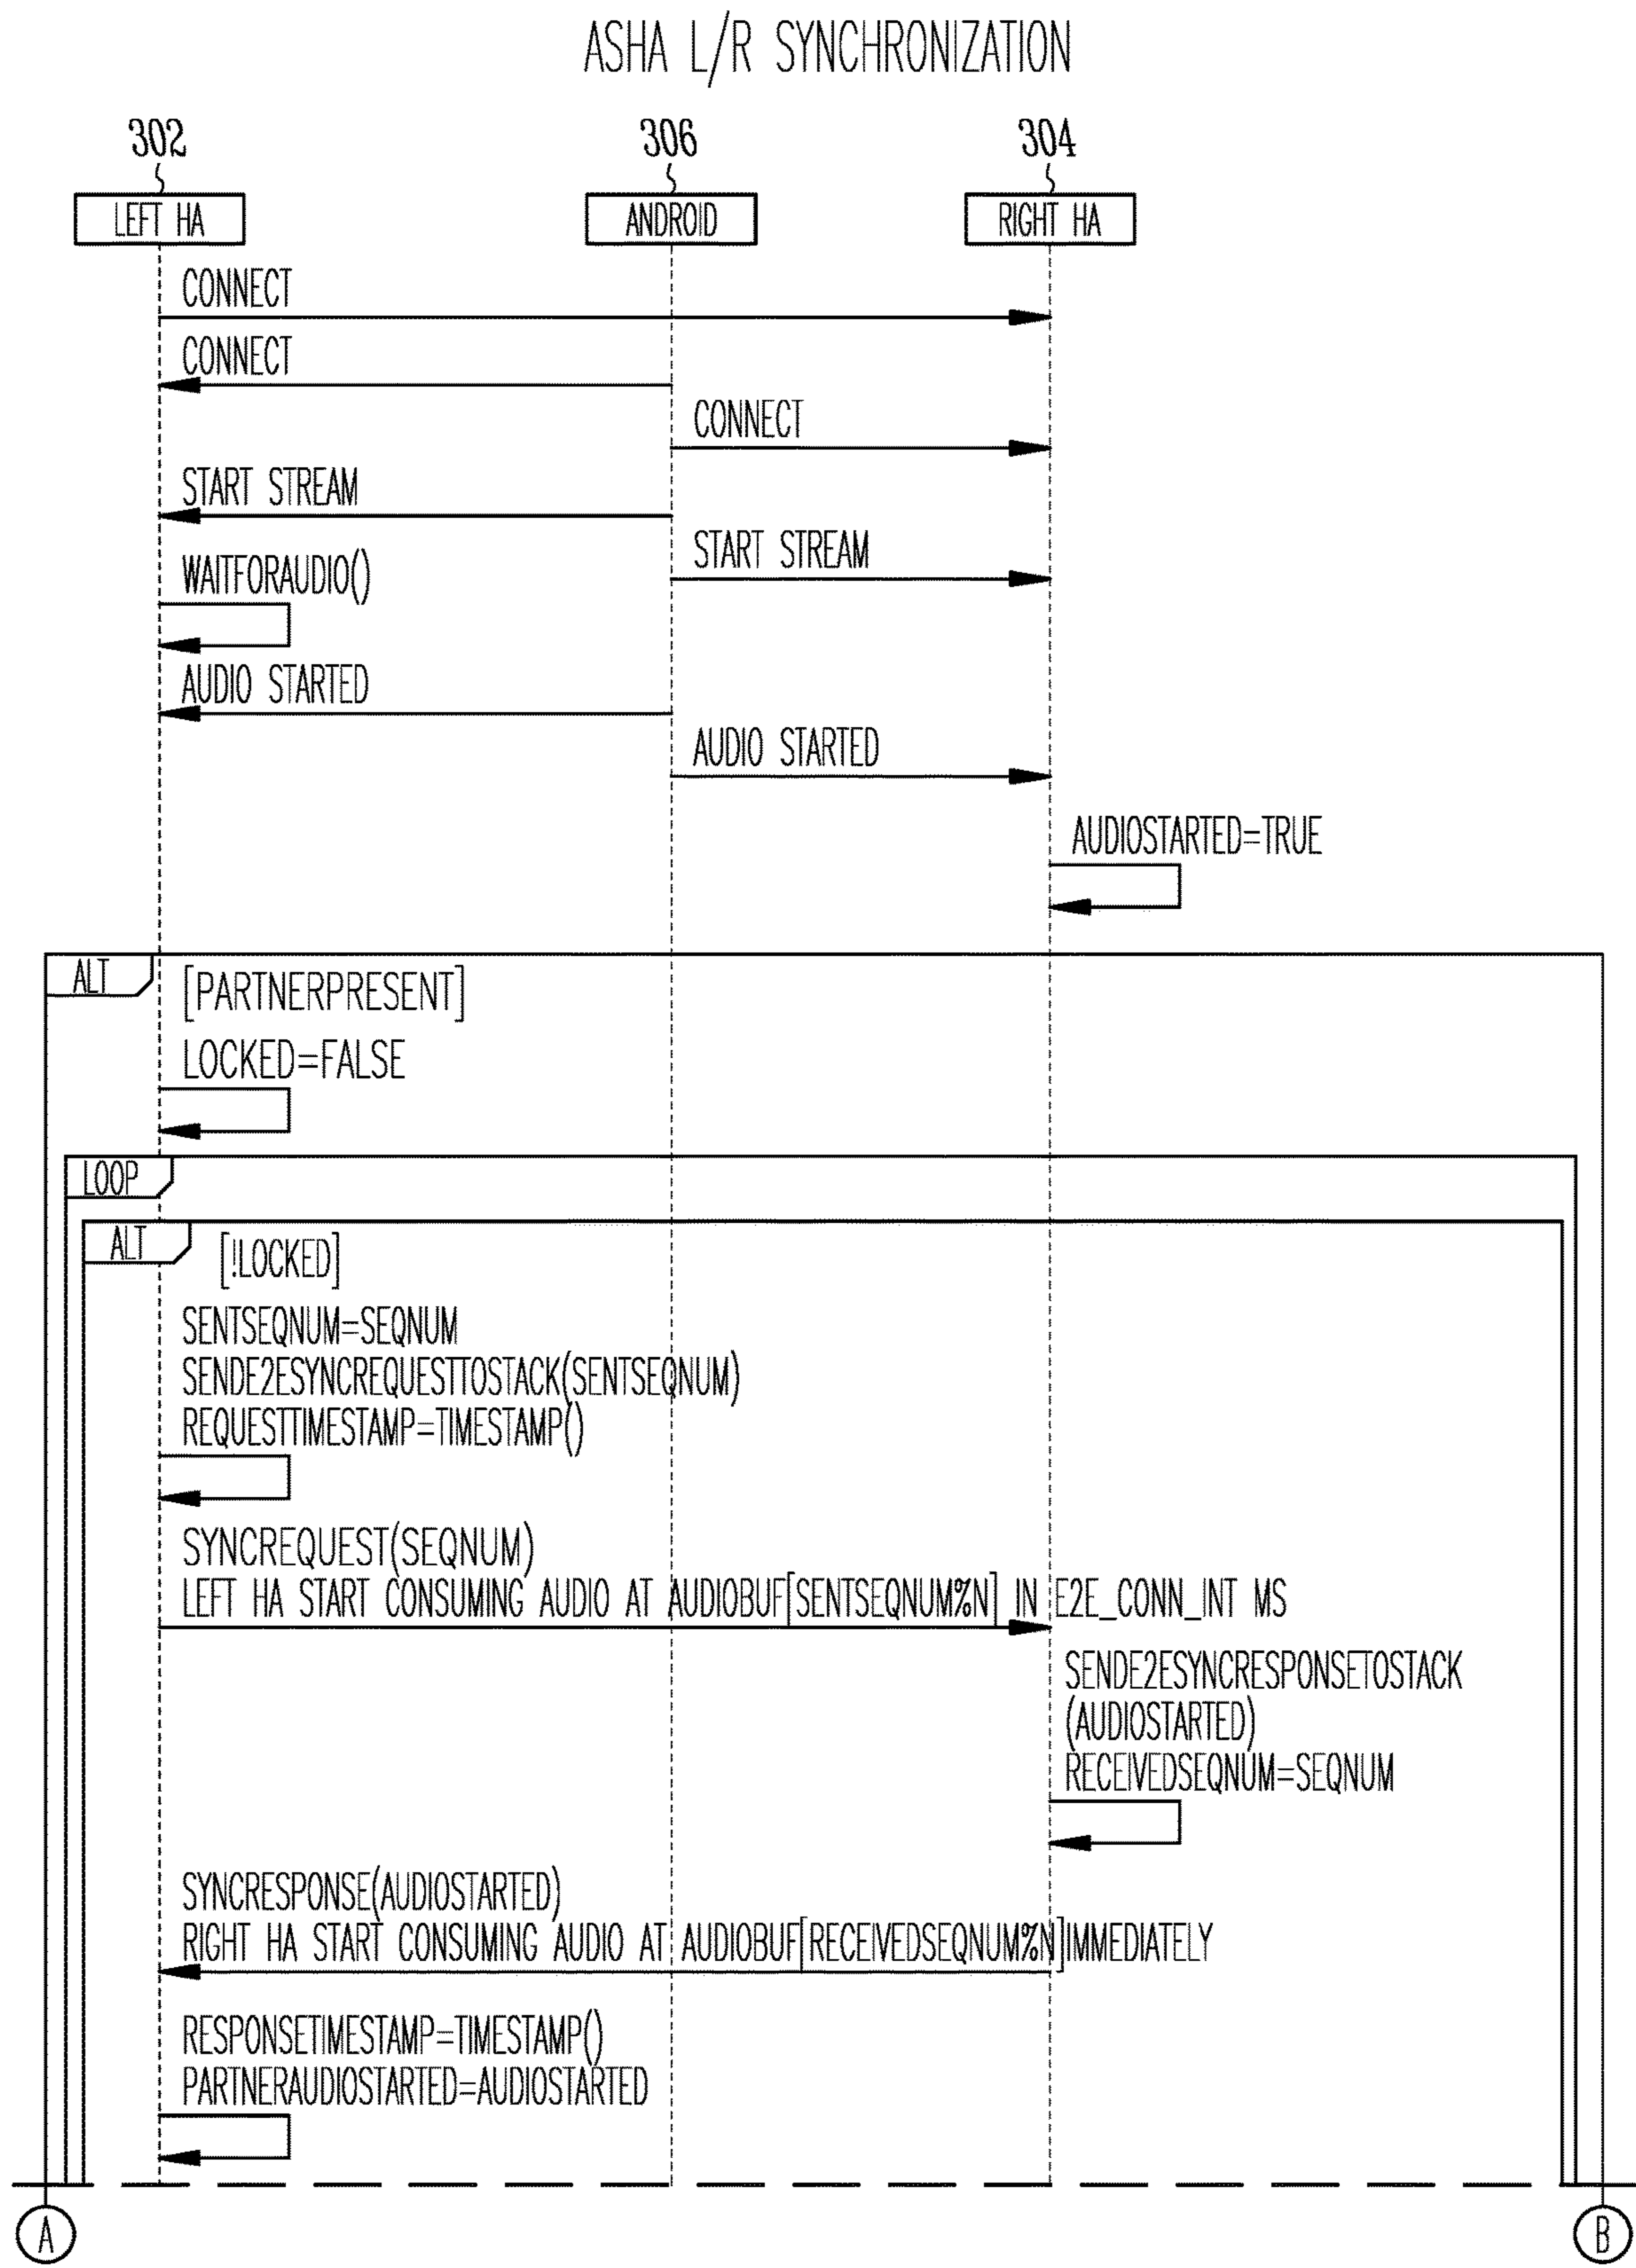 ASHA L/R SYNCHRONIZATION
302 306 304
LEFT HA ANDROID RIGHT HA
CONNECT
CONNECT
CONNECT
START STREAM
START STREAM
WAITFORAUDIO()
AUDIO STARTED
AUDIO STARTED
AUDIOSTARTED=TRUE
ALT [PARTNERPRESENT]
LOCKED=FALSE
LOOP
ALT [!LOCKED]
SENTSEQNUM=SEQNUM
SENDE2ESYNCREQUESTTOSTACK(SENTSEQNUM)
REQUESTTIMESTAMP=TIMESTAMP()
SYNCREQUEST(SEQNUM)
LEFT HA START CONSUMING AUDIO AT AUDIOBUF[SENTSEQNUM%N] IN E2E_CONN_INT MS
SENDE2ESYNCRESPONSETOSTACK
(AUDIOSTARTED)
RECEIVEDSEQNUM=SEQNUM
SYNCRESPONSE(AUDIOSTARTED)
RIGHT HA START CONSUMING AUDIO AT AUDIOBUF[RECEIVEDSEQNUM%N]IMMEDIATELY
RESPONSETIMESTAMP=TIMESTAMP()
PARTNERAUDIOSTARTED=AUDIOSTARTED
A B